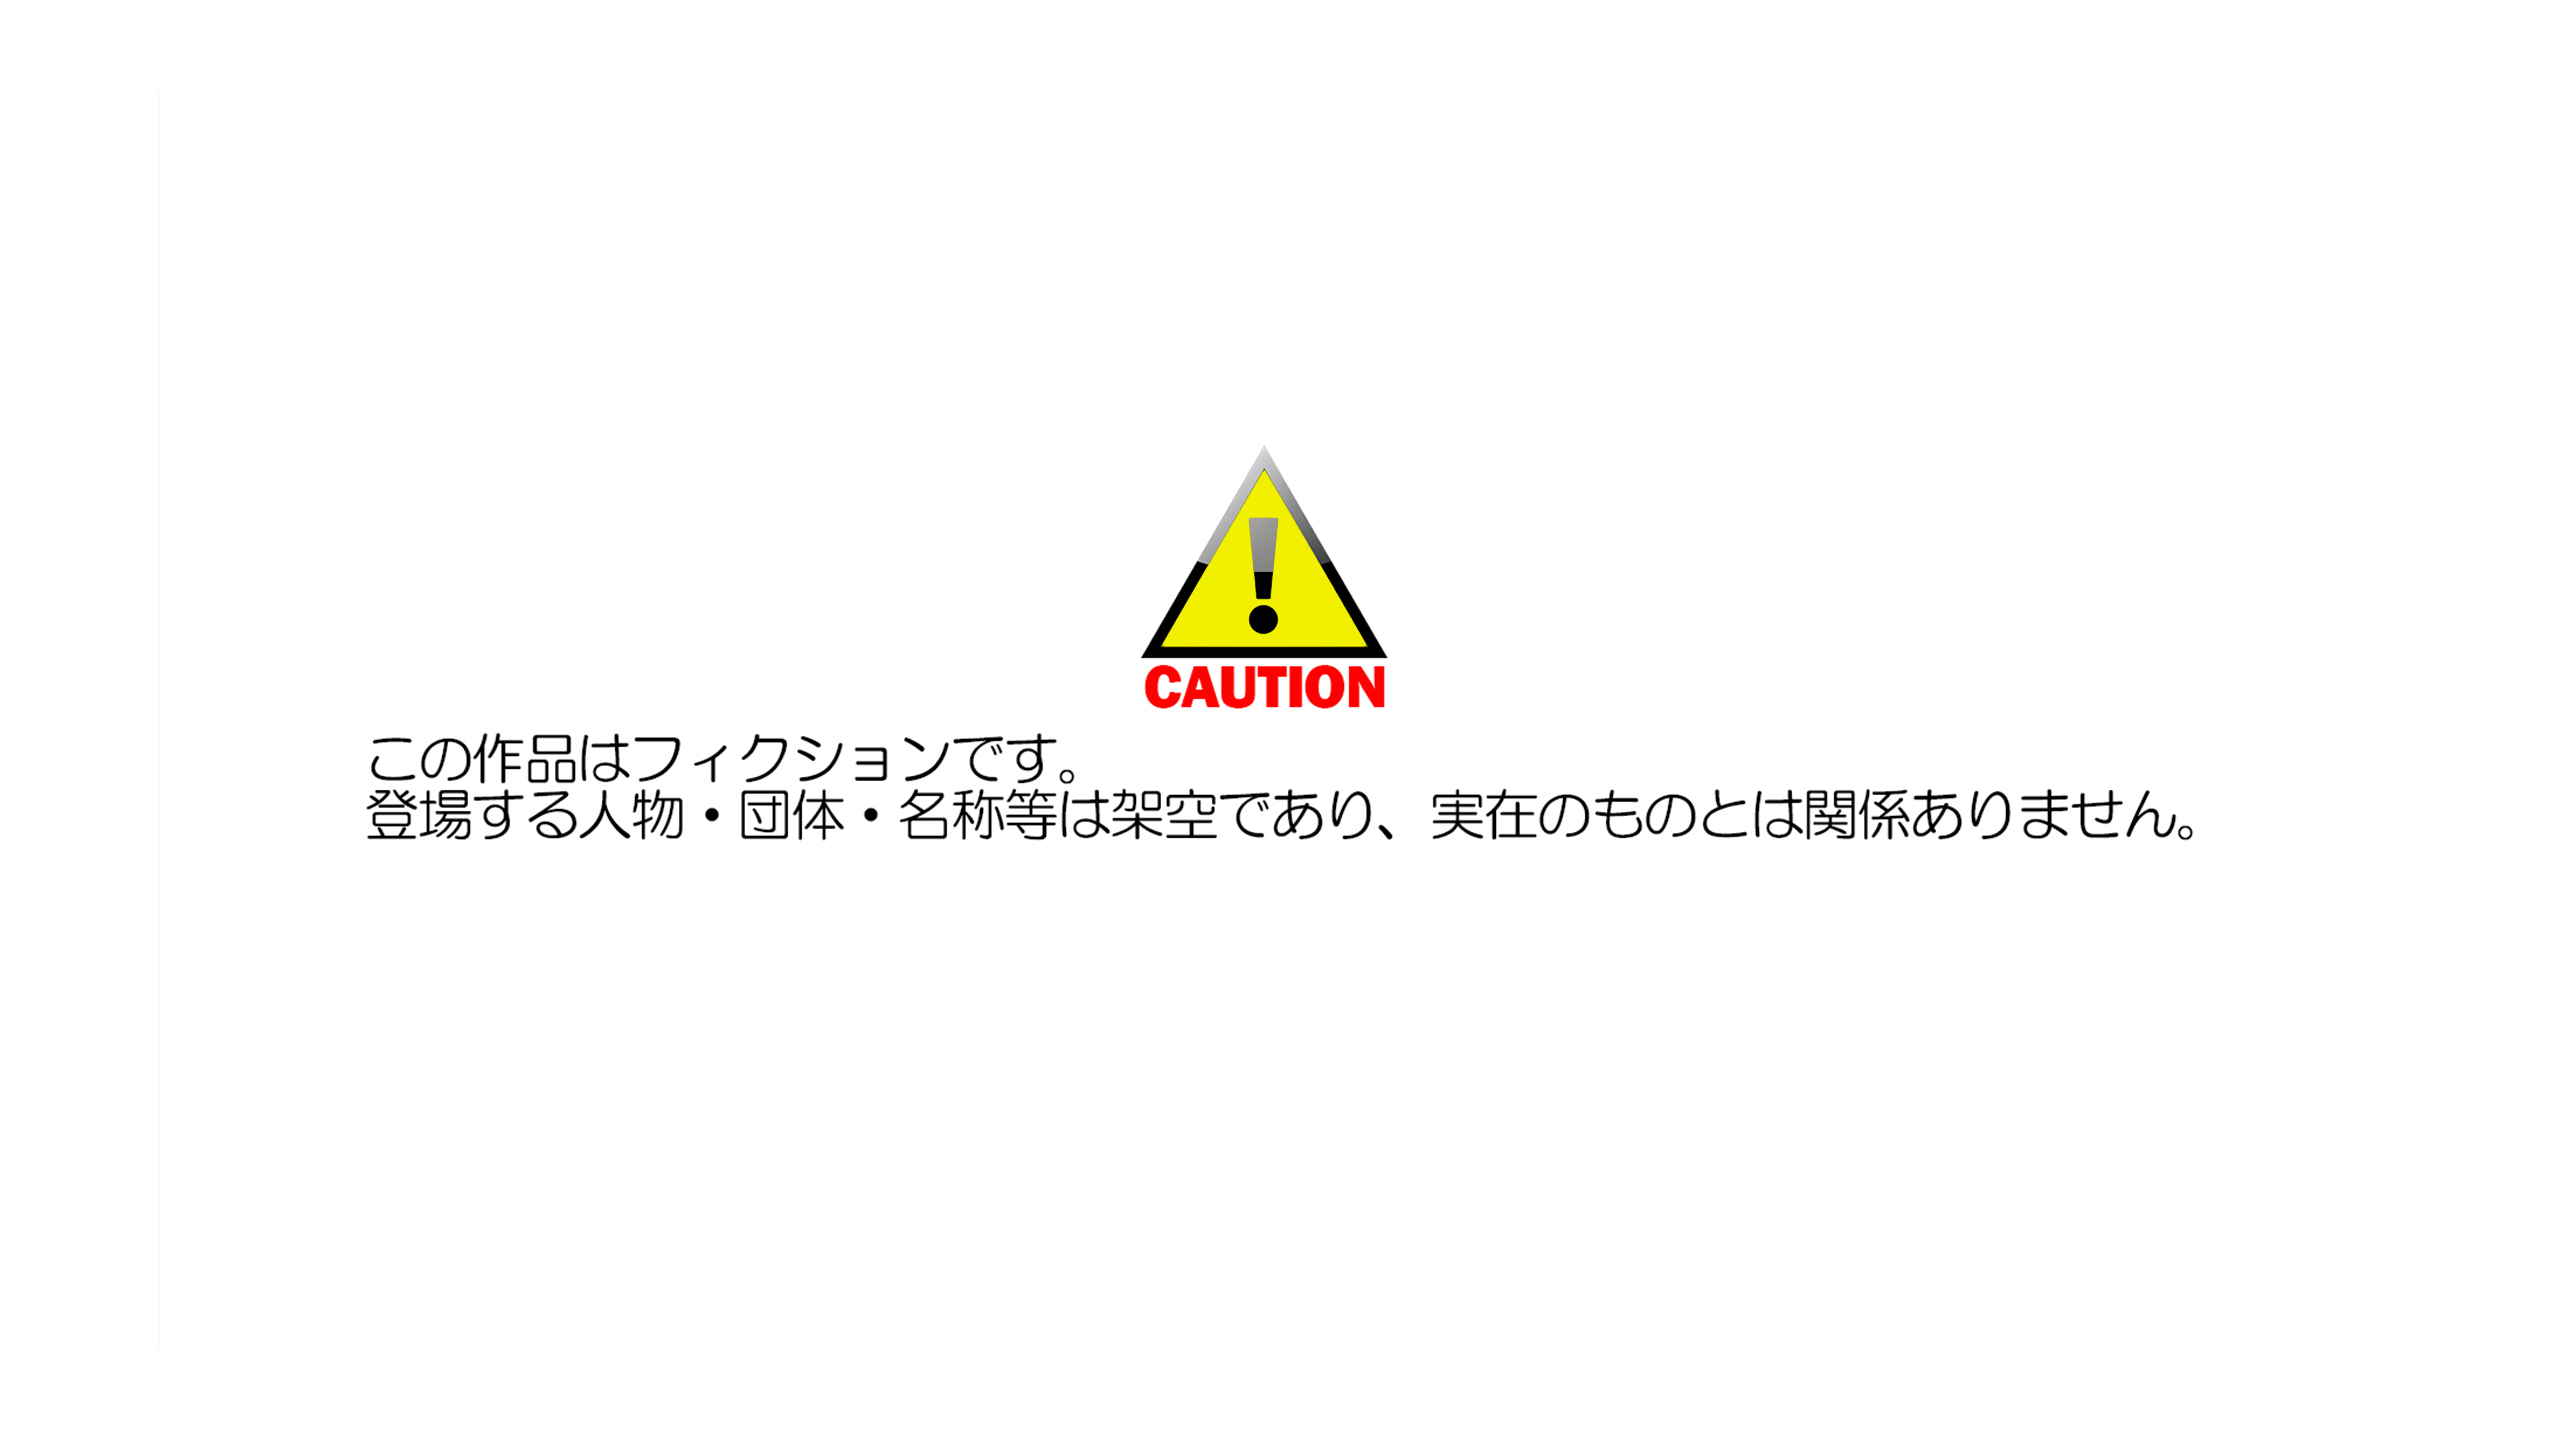 CAUTION
この作品はフィクションです。
登場する人物・団体・名称等は架空であり、実在のものとは関係ありません。